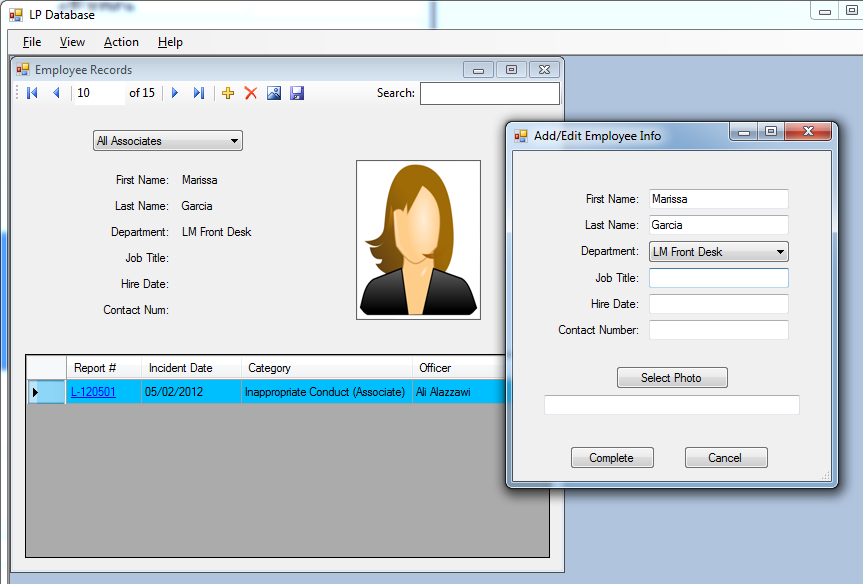 LP Database
File View Action Help
Employee Records
10 of 15 Search:
All Associates
First Name: Marissa
Last Name: Garcia
Department: LM Front Desk
Job Title:
Hire Date:
Contact Num:
Report # Incident Date Category Officer
L-120501 05/02/2012 Inappropriate Conduct (Associate) Ali Alazzawi
Add/Edit Employee Info
First Name: Marissa
Last Name: Garcia
Department: LM Front Desk
Job Title:
Hire Date:
Contact Number:
Select Photo
Complete Cancel